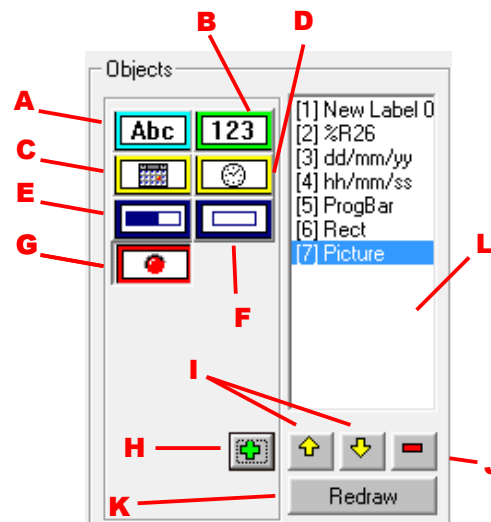 B
D
Objects
A
Abc
123
[1] New Label 0
[2] %R26
[3] dd/mm/yy
[4] hh/mm/ss
[5] ProgBar
[6] Rect
[7] Picture
C
E
G
F
L
I
H
J
K
Redraw